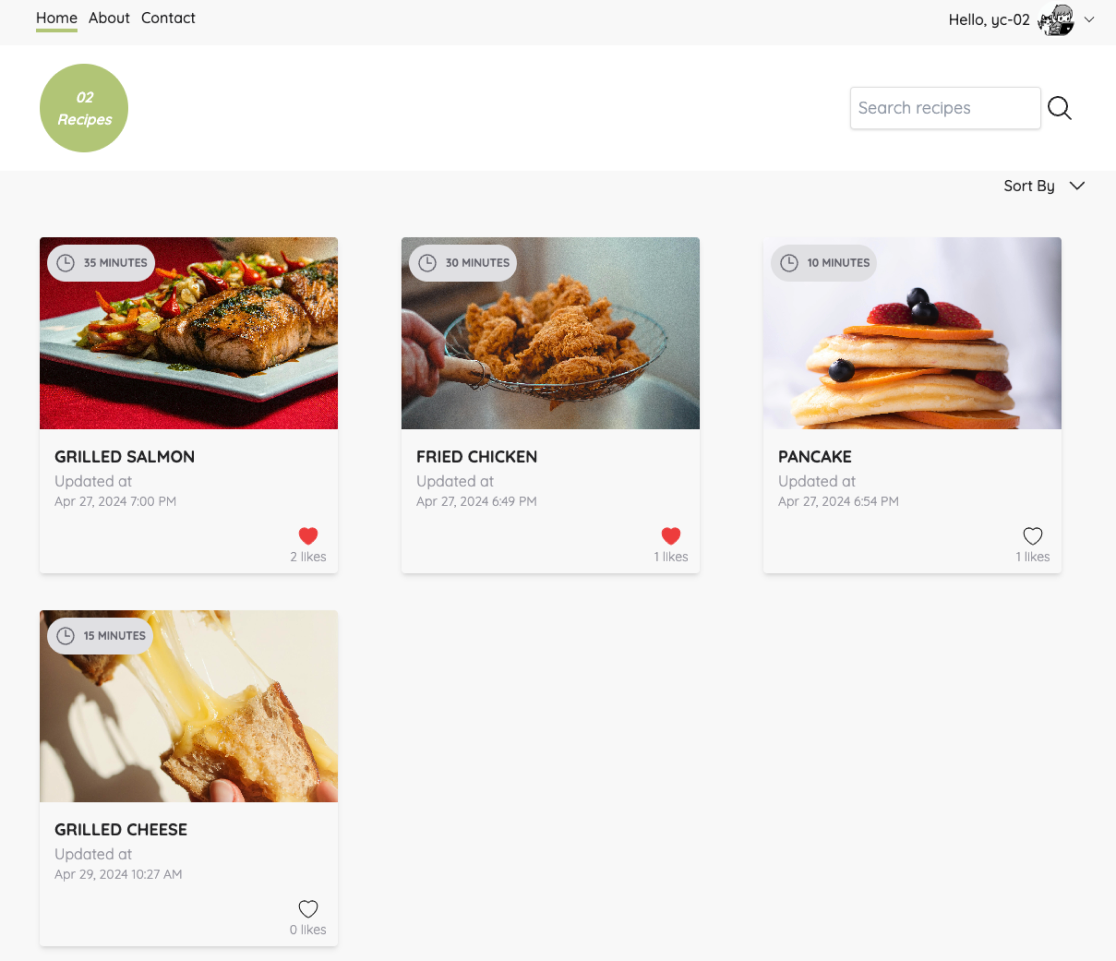 Home About Contact
Hello, yc-02
02
Recipes
Search recipes
Sort By
35 MINUTES
GRILLED SALMON
Updated at
Apr 27, 2024 7:00 PM
2 likes
30 MINUTES
FRIED CHICKEN
Updated at
Apr 27, 2024 6:49 PM
1 likes
10 MINUTES
PANCAKE
Updated at
Apr 27, 2024 6:54 PM
1 likes
15 MINUTES
GRILLED CHEESE
Updated at
Apr 29, 2024 10:27 AM
0 likes